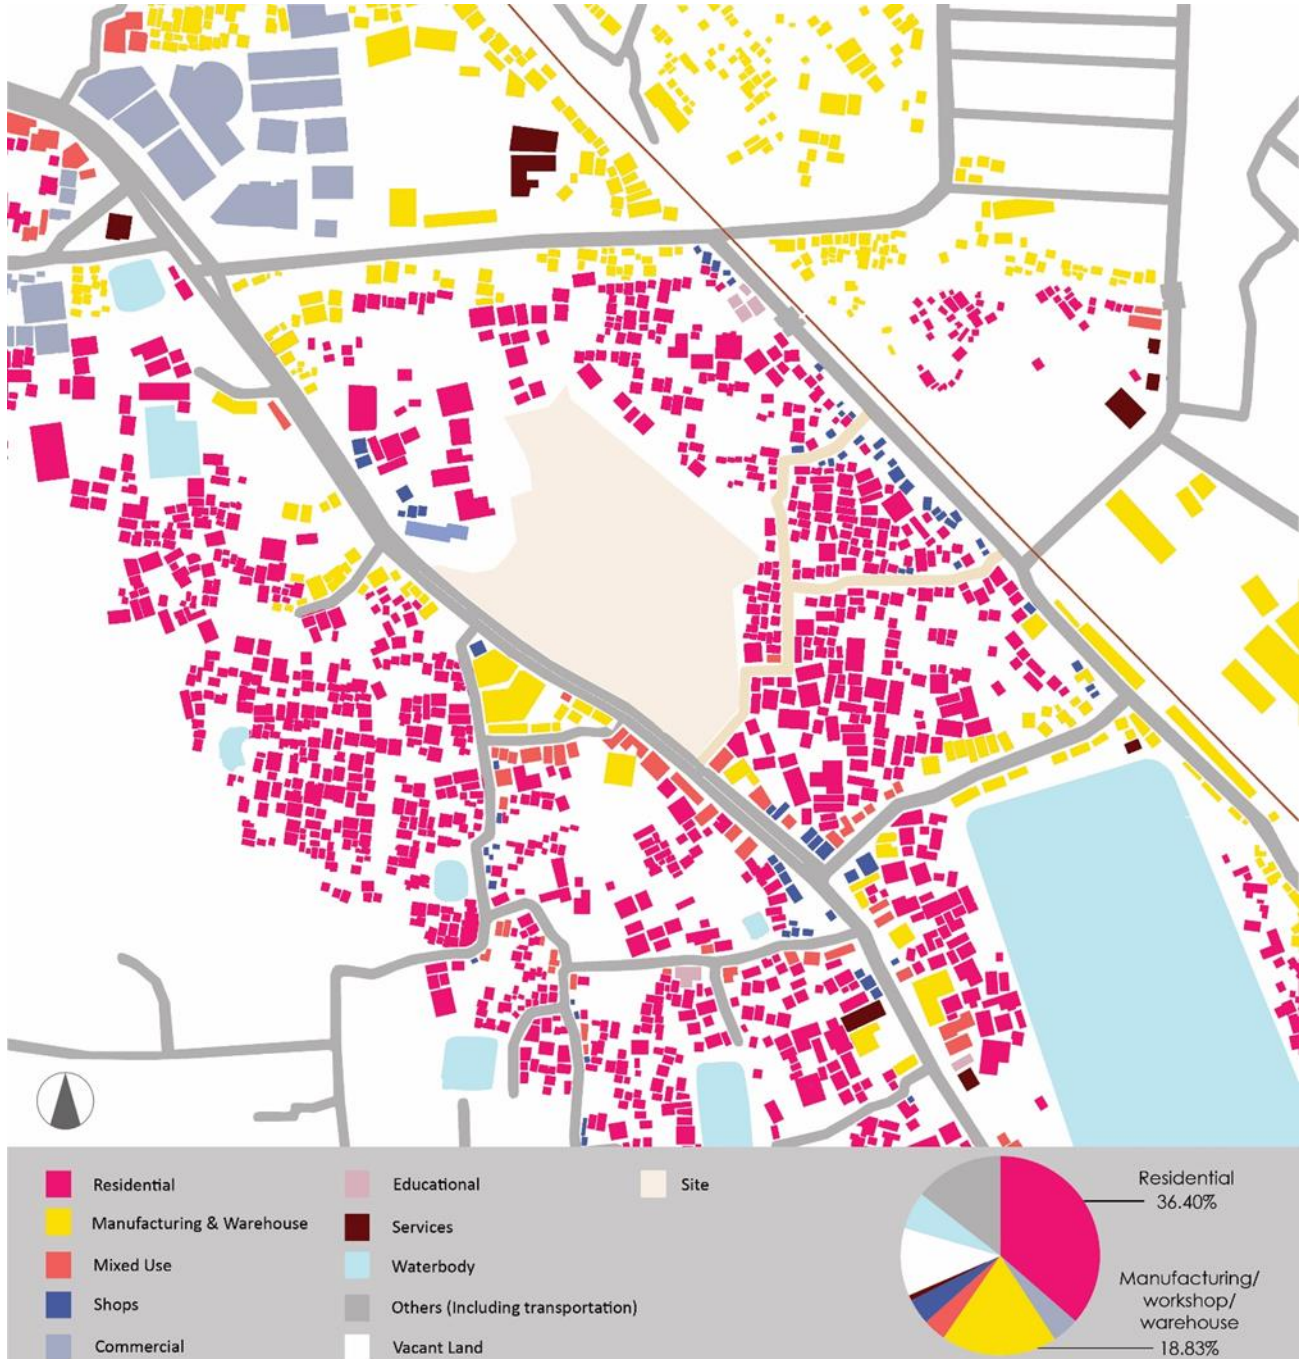 Residential
Manufacturing & Warehouse
Mixed Use
Shops
Commercial
Educational
Services
Waterbody
Others (Including transportation)
Vacant Land
Site
Residential
36.40%
Manufacturing/
workshop/
warehouse
18.83%